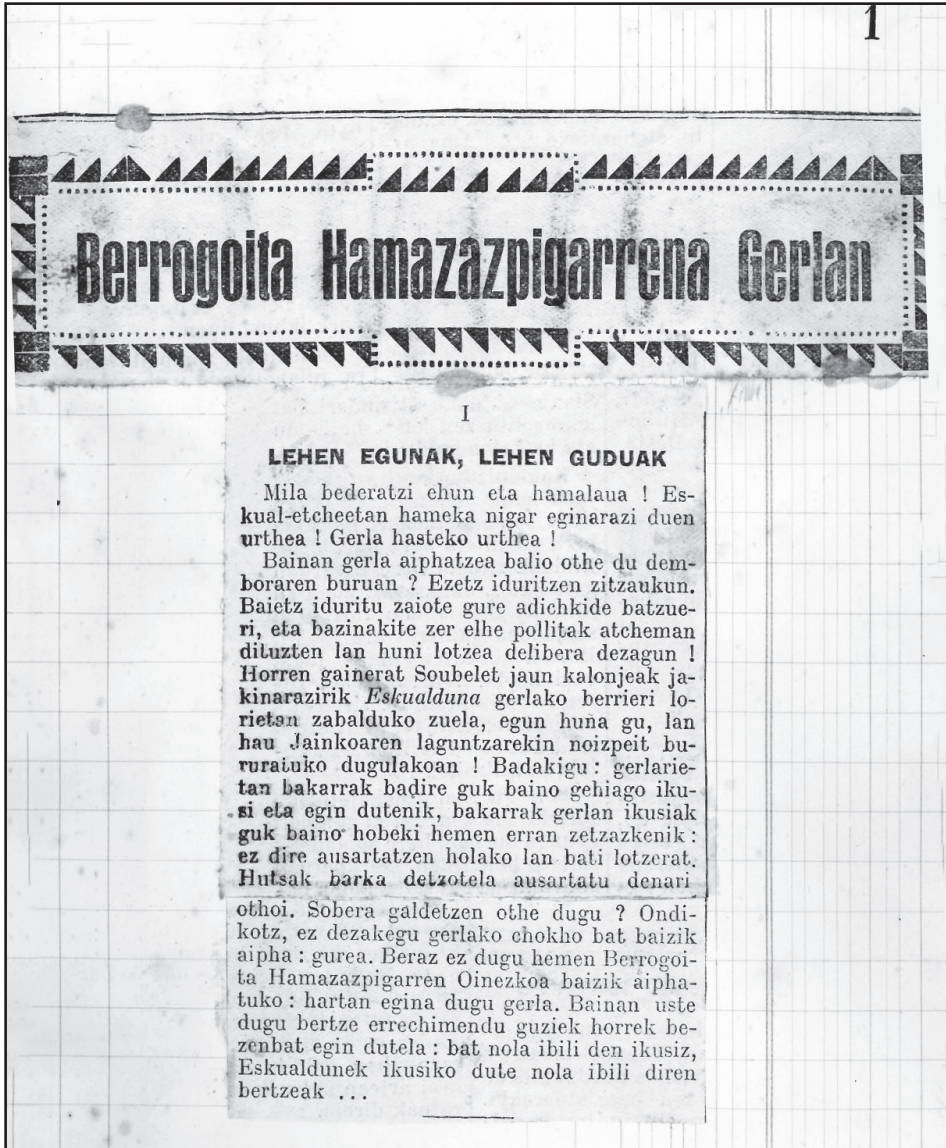 1
Berrogoita Hamazazpigarrena Gerlan
I
LEHEN EGUNAK, LEHEN GUDUAK
Mila bederatzi ehun eta hamalaua ! Es-
kual-etcheetan hameka nigar eginarazi duen
urthea ! Gerla hasteko urthea !
Bainan gerla aiphatzea balio othe du dem-
boraren buruan ? Ezetz iduritzen zitzaukun.
Baietz iduritu zaiote gure adichkide batzue-
ri, eta bazinakite zer elhe pollitak atcheman
dituzten lan huni lotzea delibera dezagun !
Horren gainerat Soubelet jaun kalonjeak ja-
kinarazirik Eskualduna gerlako berrieri lo-
rietan zabalduko zuela, egun huna gu, lan
hau Jainkoaren laguntzarekin noizpeit bu-
ruratuko dugulakoan ! Badakigu : gerlarie-
tan bakarrak badire guk baino gehiago iku-
si eta egin dutenik, bakarrak gerlan ikusiak
guk baino hobeki hemen erran zetzazkenik :
ez dire ausartatzen holako lan bati lotzerat.
Hutsak barka detzotela ausartatu denari
othoi. Sobera galdetzen othe dugu ? Ondi-
kotz, ez dezakegu gerlako chokho bat baizik
aipha : gurea. Beraz ez dugu hemen Berrogoi-
ta Hamazazpigarren Oinezkoa baizik aipha-
tuko : hartan egina dugu gerla. Bainan uste
dugu bertze errechimendu guziek horrek be-
zenbat egin dutela : bat nola ibili den ikusiz,
Eskualdunek ikusiko dute nola ibili diren
bertzeak ...